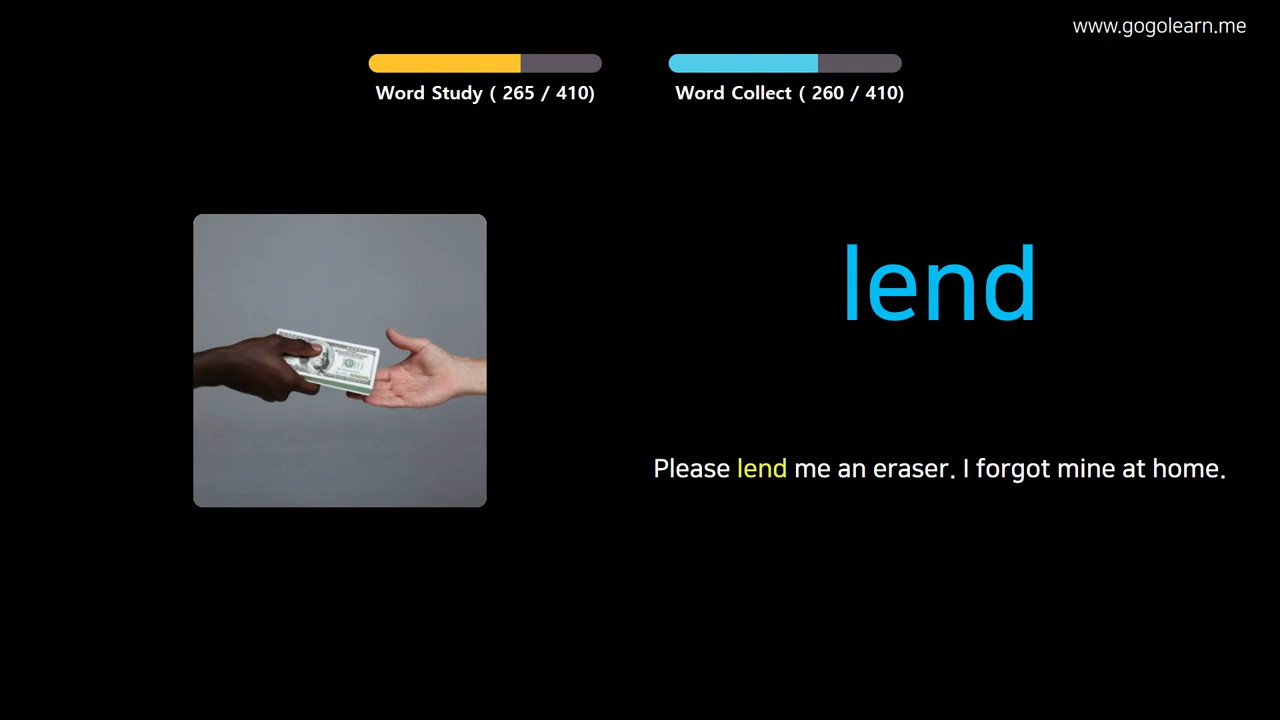 www.gogolearn.me
Word Study ( 265 / 410)
Word Collect ( 260 / 410)
lend
Please lend me an eraser. I forgot mine at home.